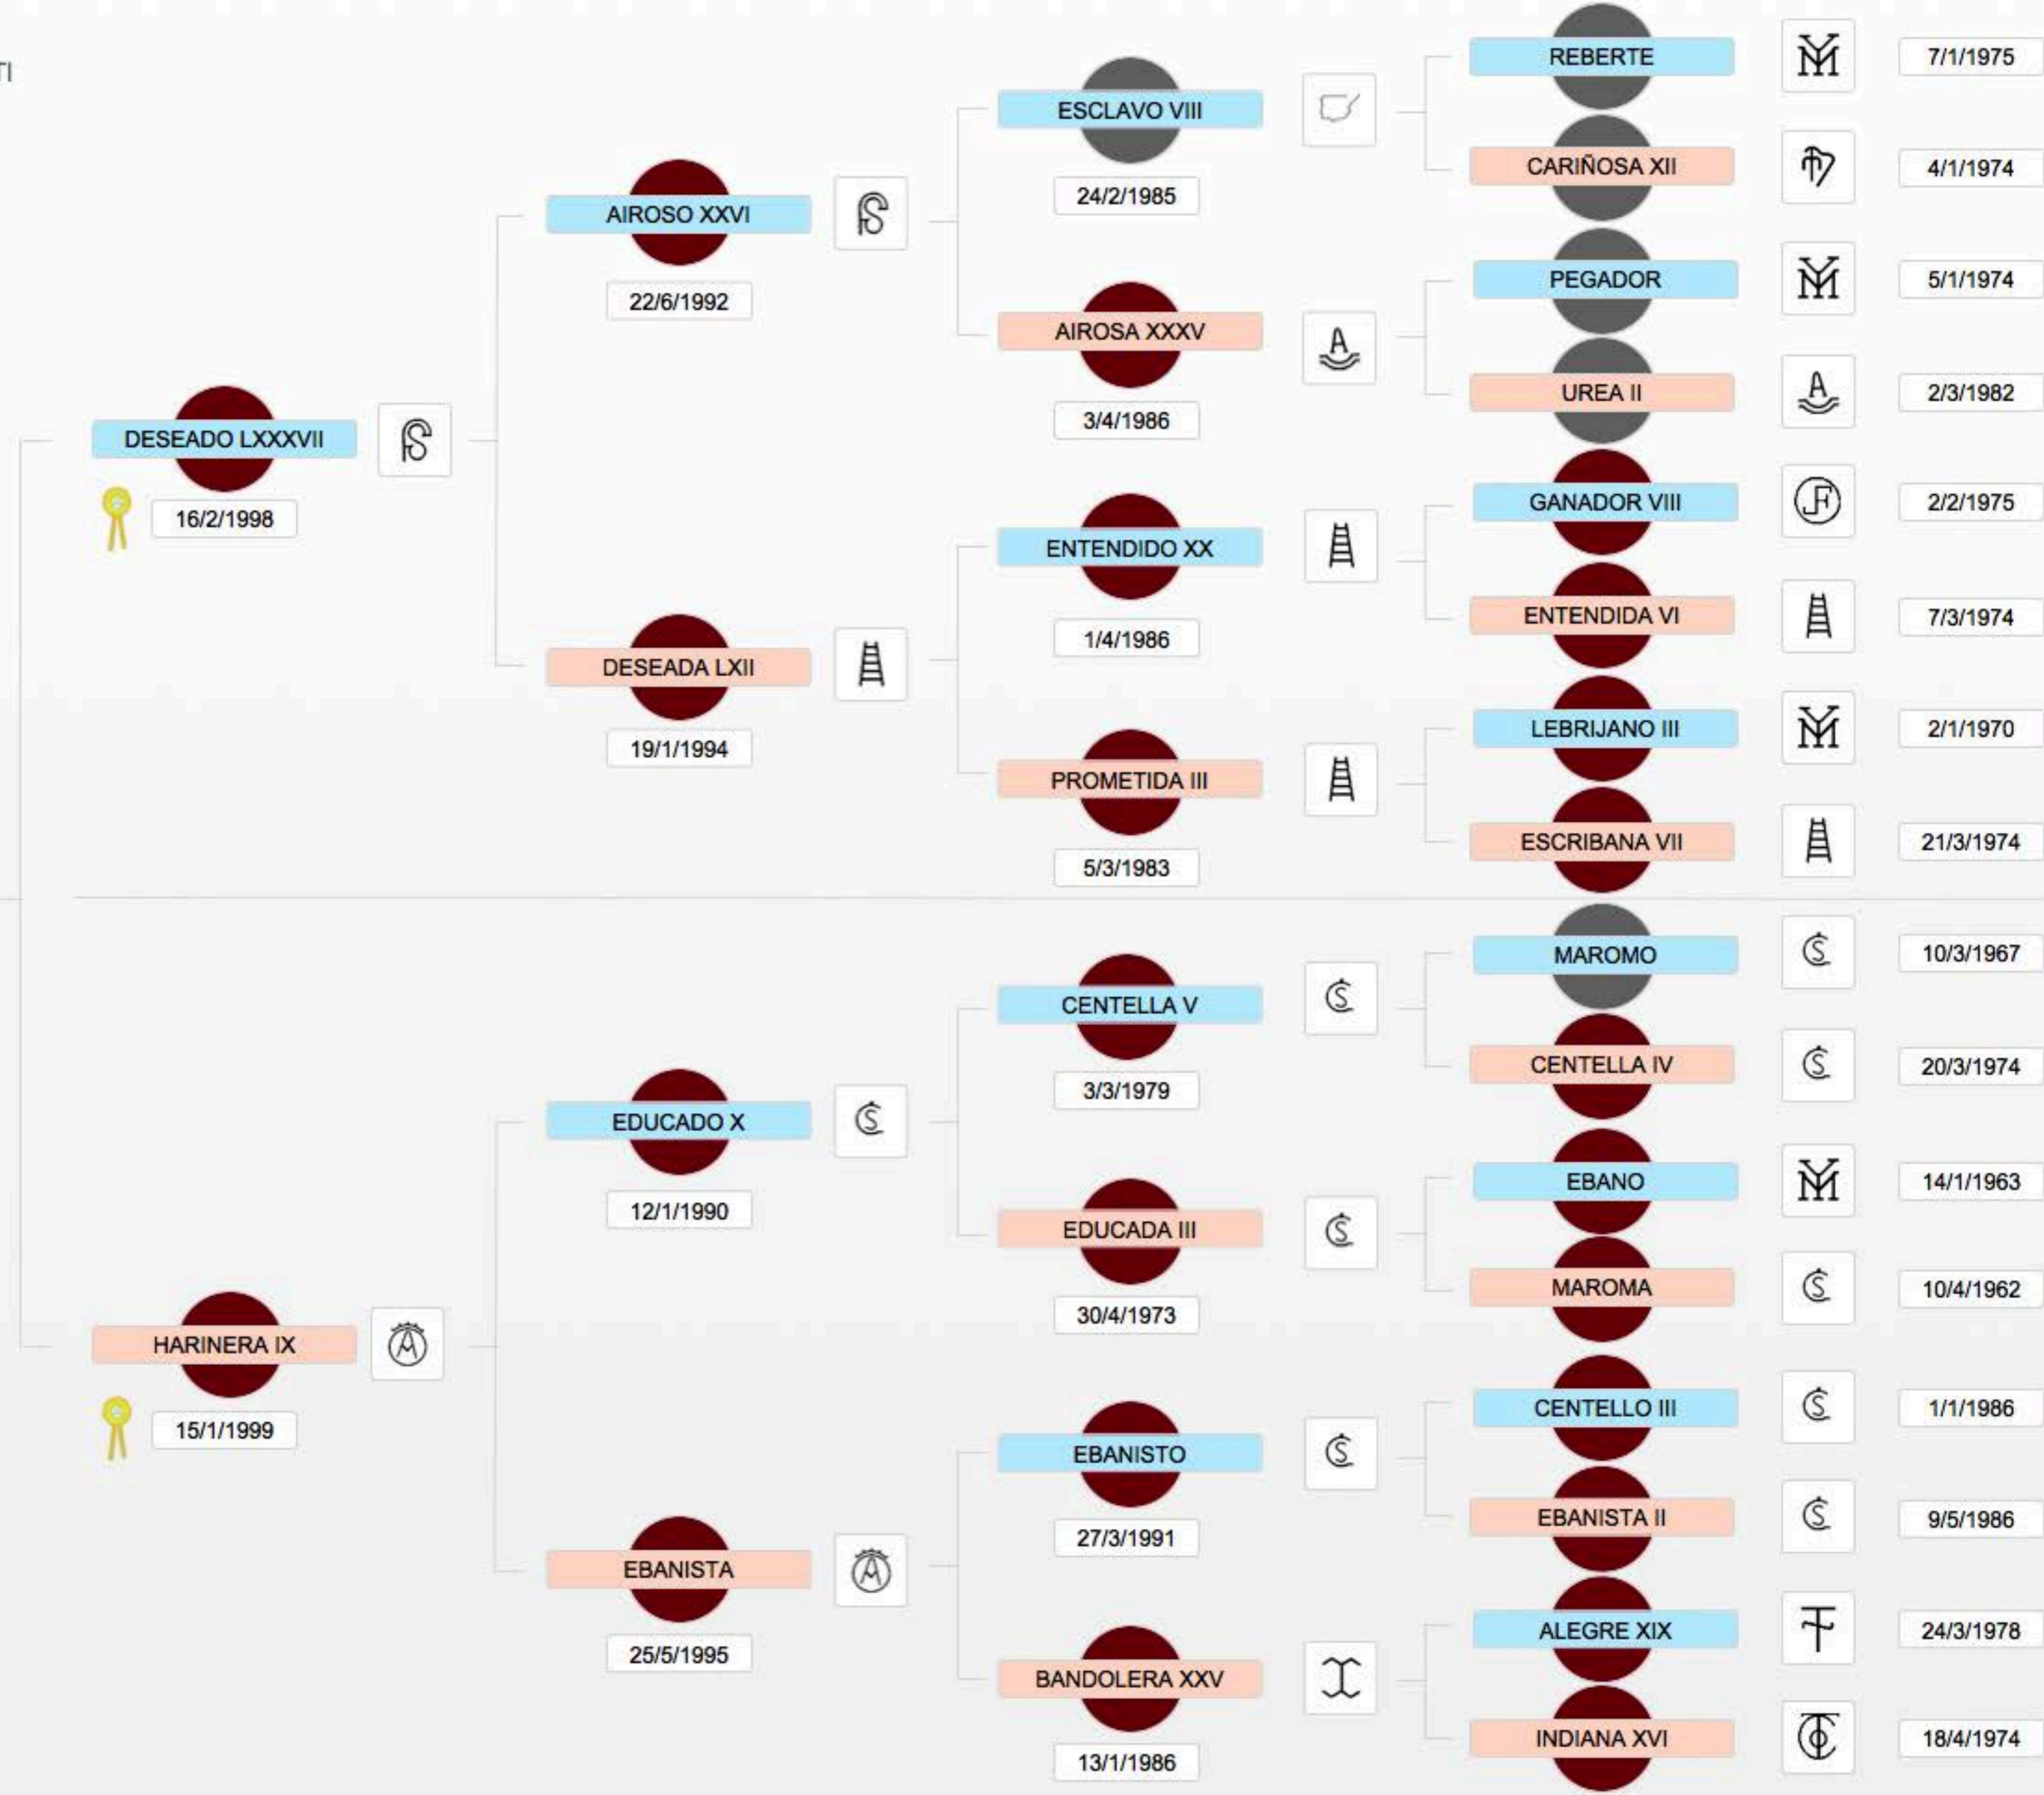 TI
REBERTE
7/1/1975
ESCLAVO VIII
24/2/1985
CARIÑOSA XII
4/1/1974
AIROSO XXVI
22/6/1992
PEGADOR
5/1/1974
AIROSA XXXV
3/4/1986
UREA II
2/3/1982
DESEADO LXXXVII
16/2/1998
GANADOR VIII
2/2/1975
ENTENDIDO XX
1/4/1986
ENTENDIDA VI
7/3/1974
DESEADA LXII
19/1/1994
LEBRIJANO III
2/1/1970
PROMETIDA III
5/3/1983
ESCRIBANA VII
21/3/1974
MAROMO
10/3/1967
CENTELLA V
3/3/1979
CENTELLA IV
20/3/1974
EDUCADO X
12/1/1990
EBANO
14/1/1963
EDUCADA III
30/4/1973
MAROMA
10/4/1962
HARINERA IX
15/1/1999
CENTELLO III
1/1/1986
EBANISTO
27/3/1991
EBANISTA II
9/5/1986
EBANISTA
25/5/1995
ALEGRE XIX
24/3/1978
BANDOLERA XXV
13/1/1986
INDIANA XVI
18/4/1974